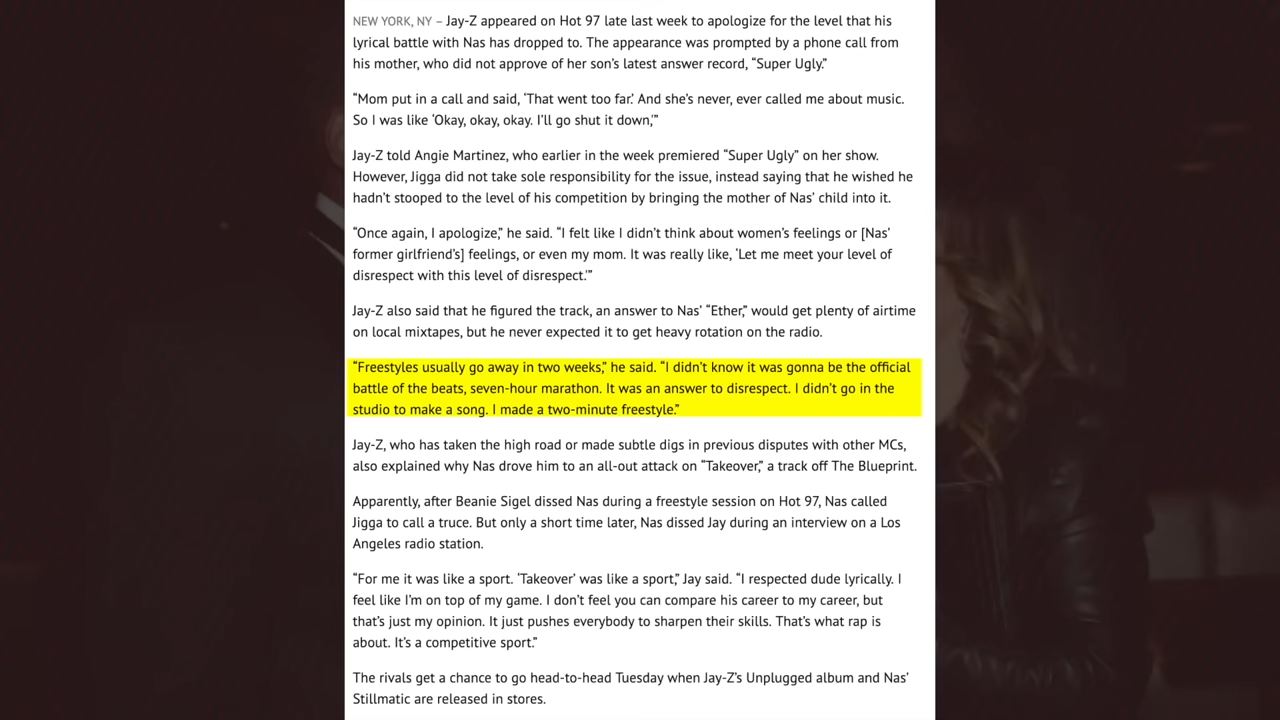 NEW YORK, NY – Jay-Z appeared on Hot 97 late last week to apologize for the level that his
lyrical battle with Nas has dropped to. The appearance was prompted by a phone call from
his mother, who did not approve of her son’s latest answer record, “Super Ugly.”
“Mom put in a call and said, ‘That went too far.’ And she’s never, ever called me about music.
So I was like ‘Okay, okay, okay. I’ll go shut it down,’”
Jay-Z told Angie Martinez, who earlier in the week premiered “Super Ugly” on her show.
However, Jigga did not take sole responsibility for the issue, instead saying that he wished he
hadn’t stooped to the level of his competition by bringing the mother of Nas’ child into it.
“Once again, I apologize,” he said. “I felt like I didn’t think about women’s feelings or [Nas’
former girlfriend’s] feelings, or even my mom. It was really like, ‘Let me meet your level of
disrespect with this level of disrespect.’”
Jay-Z also said that he figured the track, an answer to Nas’ “Ether,” would get plenty of airtime
on local mixtapes, but he never expected it to get heavy rotation on the radio.
“Freestyles usually go away in two weeks,” he said. “I didn’t know it was gonna be the official
battle of the beats, seven-hour marathon. It was an answer to disrespect. I didn’t go in the
studio to make a song. I made a two-minute freestyle.”
Jay-Z, who has taken the high road or made subtle digs in previous disputes with other MCs,
also explained why Nas drove him to an all-out attack on “Takeover,” a track off The Blueprint.
Apparently, after Beanie Sigel dissed Nas during a freestyle session on Hot 97, Nas called
Jigga to call a truce. But only a short time later, Nas dissed Jay during an interview on a Los
Angeles radio station.
“For me it was like a sport. ‘Takeover’ was like a sport,” Jay said. “I respected dude lyrically. I
feel like I’m on top of my game. I don’t feel you can compare his career to my career, but
that’s just my opinion. It just pushes everybody to sharpen their skills. That’s what rap is
about. It’s a competitive sport.”
The rivals get a chance to go head-to-head Tuesday when Jay-Z’s Unplugged album and Nas’
Stillmatic are released in stores.